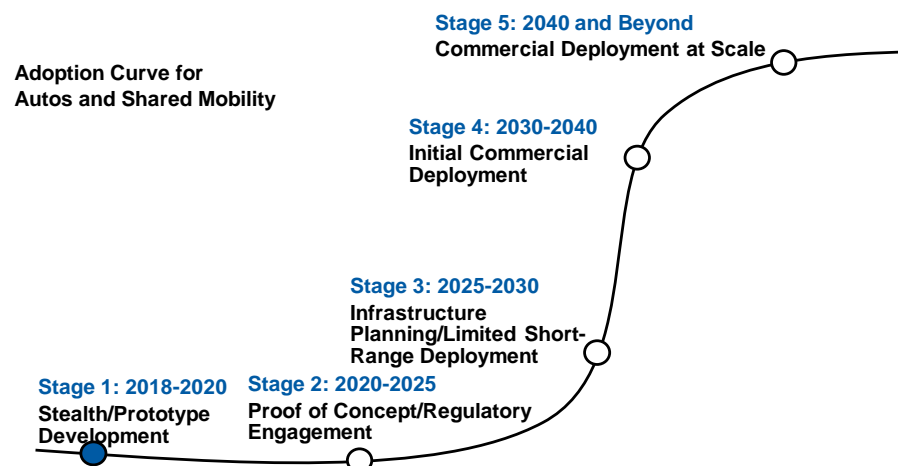 Stage 5: 2040 and Beyond
Commercial Deployment at Scale
Adoption Curve for
Autos and Shared Mobility
Stage 4: 2030-2040
Initial Commercial
Deployment
Stage 3: 2025-2030
Infrastructure
Planning/Limited Short-
Range Deployment
Stage 1: 2018-2020
Stealth/Prototype
Development
Stage 2: 2020-2025
Proof of Concept/Regulatory
Engagement